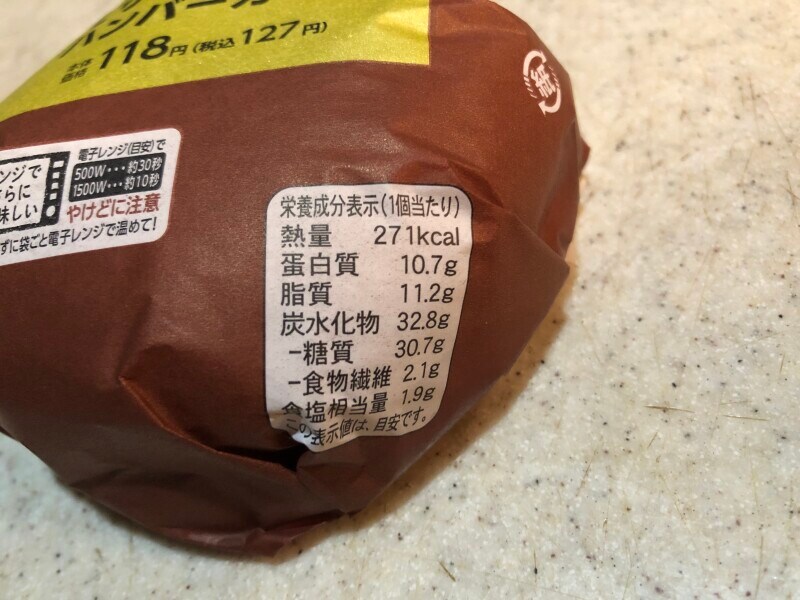 ハンバーガ
本体
価格 118円(税込 127円)
紙
電子レンジ(目安)で
500W・・・約30秒
1500W・・・約10秒
ンジで
さらに
味しい
やけどに注意
ずに袋ごと電子レンジで温めて!
栄養成分表示(1個当たり)
熱量 271kcal
蛋白質 10.7g
脂質 11.2g
炭水化物 32.8g
-糖質 30.7g
-食物繊維 2.1g
食塩相当量 1.9g
この表示値は、目安です。